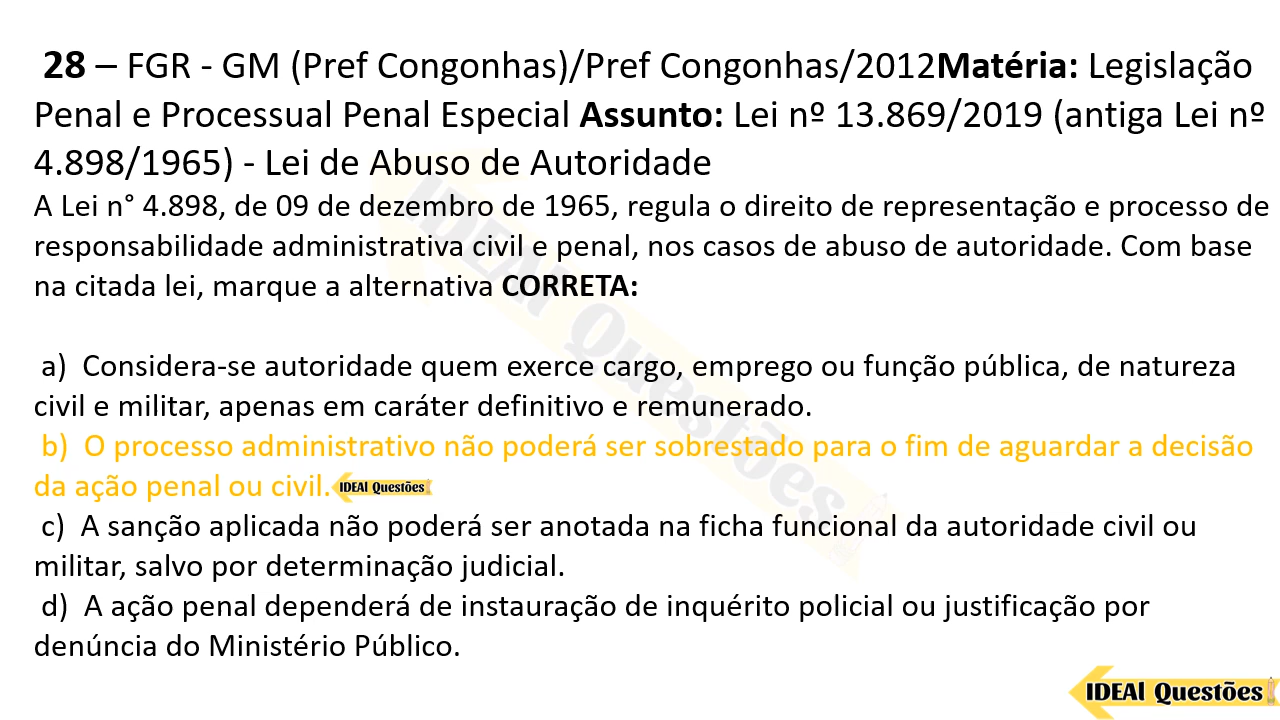 28 – FGR - GM (Pref Congonhas)/Pref Congonhas/2012Matéria: Legislação
Penal e Processual Penal Especial Assunto: Lei nº 13.869/2019 (antiga Lei nº
4.898/1965) - Lei de Abuso de Autoridade
A Lei n° 4.898, de 09 de dezembro de 1965, regula o direito de representação e processo de
responsabilidade administrativa civil e penal, nos casos de abuso de autoridade. Com base
na citada lei, marque a alternativa CORRETA:
a) Considera-se autoridade quem exerce cargo, emprego ou função pública, de natureza
civil e militar, apenas em caráter definitivo e remunerado.
b) O processo administrativo não poderá ser sobrestado para o fim de aguardar a decisão
da ação penal ou civil. IDEAl Questões
c) A sanção aplicada não poderá ser anotada na ficha funcional da autoridade civil ou
militar, salvo por determinação judicial.
d) A ação penal dependerá de instauração de inquérito policial ou justificação por
denúncia do Ministério Público.
IDEAl Questões
IDEAl Questões